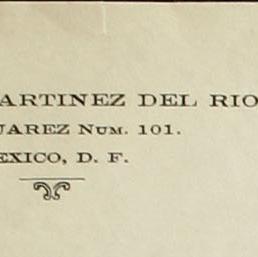 ARTINEZ DEL RIO
UAREZ NUM. 101.
EXICO, D. F.